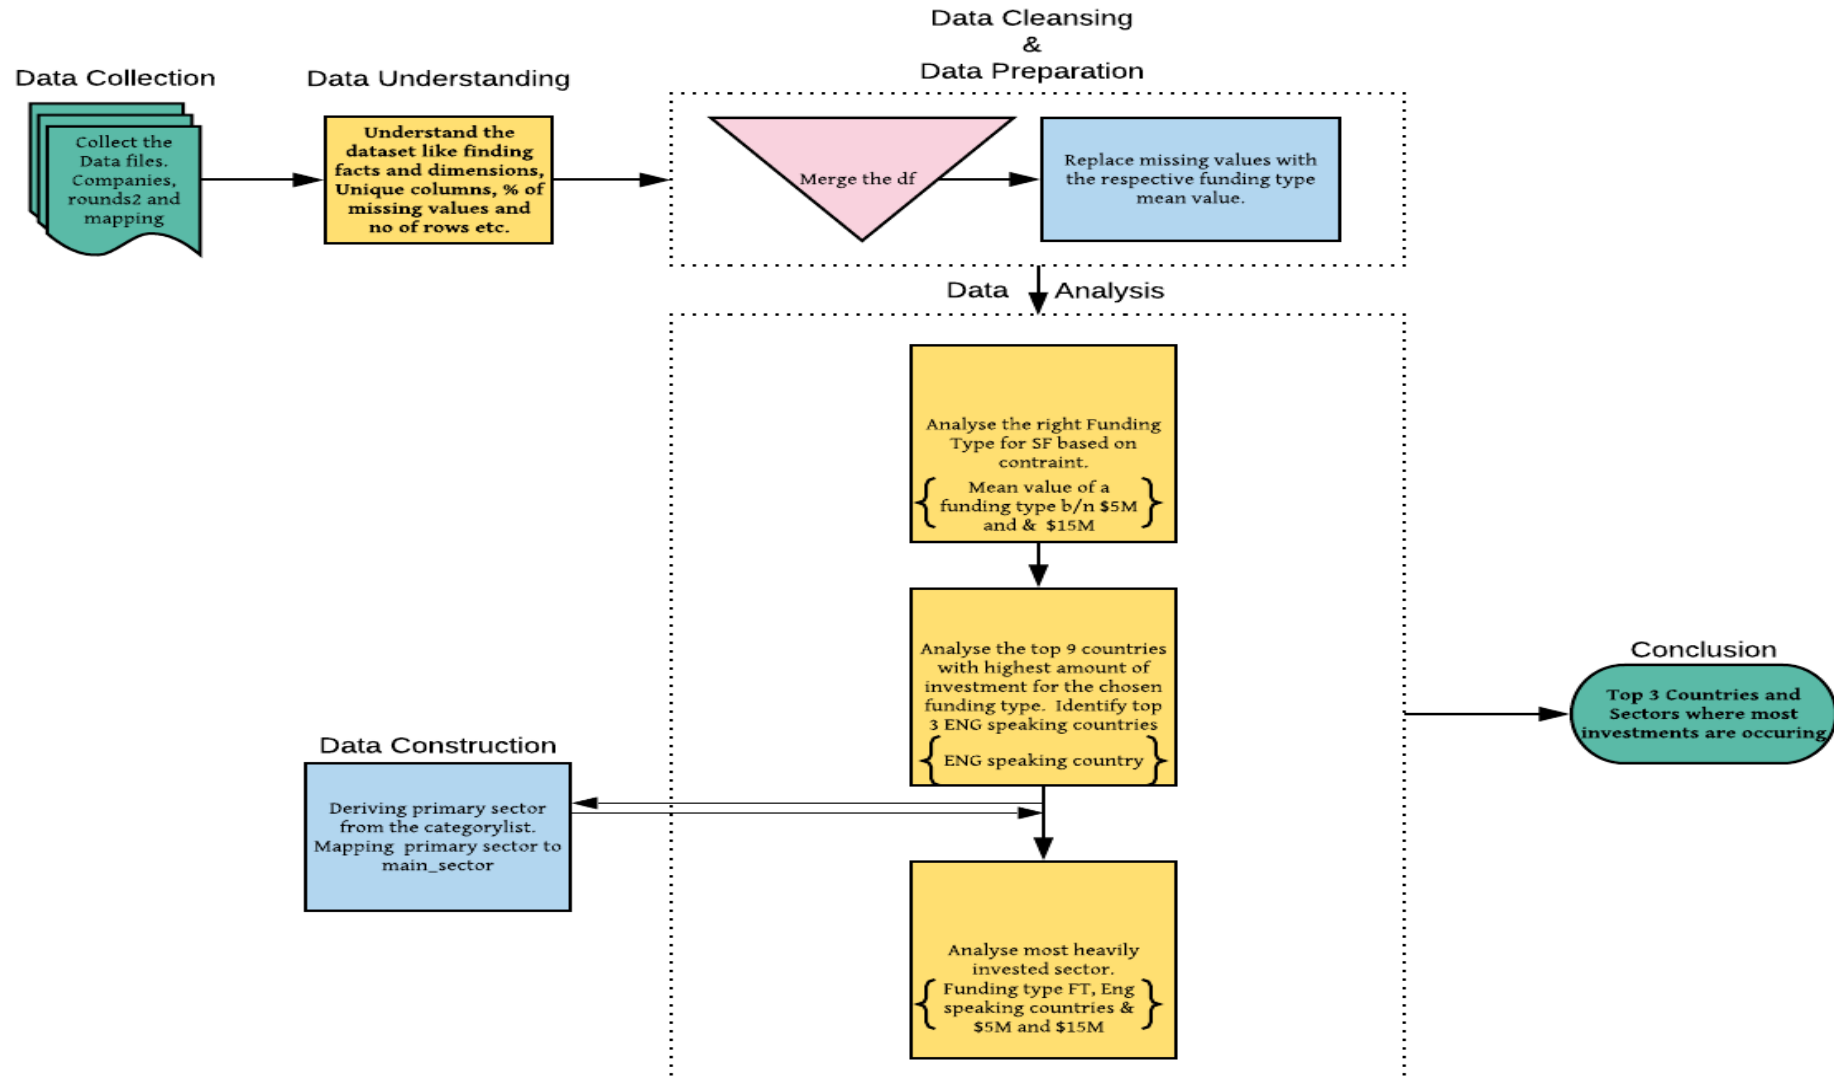 Data Collection
Collect the
Data files.
Companies,
rounds2 and
mapping
Data Understanding
Understand the
dataset like finding
facts and dimensions,
Unique columns, % of
missing values and
no of rows etc.
Data Cleansing
&
Data Preparation
Merge the df
Replace missing values with
the respective funding type
mean value.
Data Analysis
Analyse the right Funding
Type for SF based on
contraint.
Mean value of a
funding type b/n $5M
and & $15M
Analyse the top 9 countries
with highest amount of
investment for the chosen
funding type. Identify top
3 ENG speaking countries
ENG speaking country
Data Construction
Deriving primary sector
from the categorylist.
Mapping primary sector to
main_sector
Analyse most heavily
invested sector.
Funding type FT, Eng
speaking countries &
$5M and $15M
Conclusion
Top 3 Countries and
Sectors where most
investments are occuring